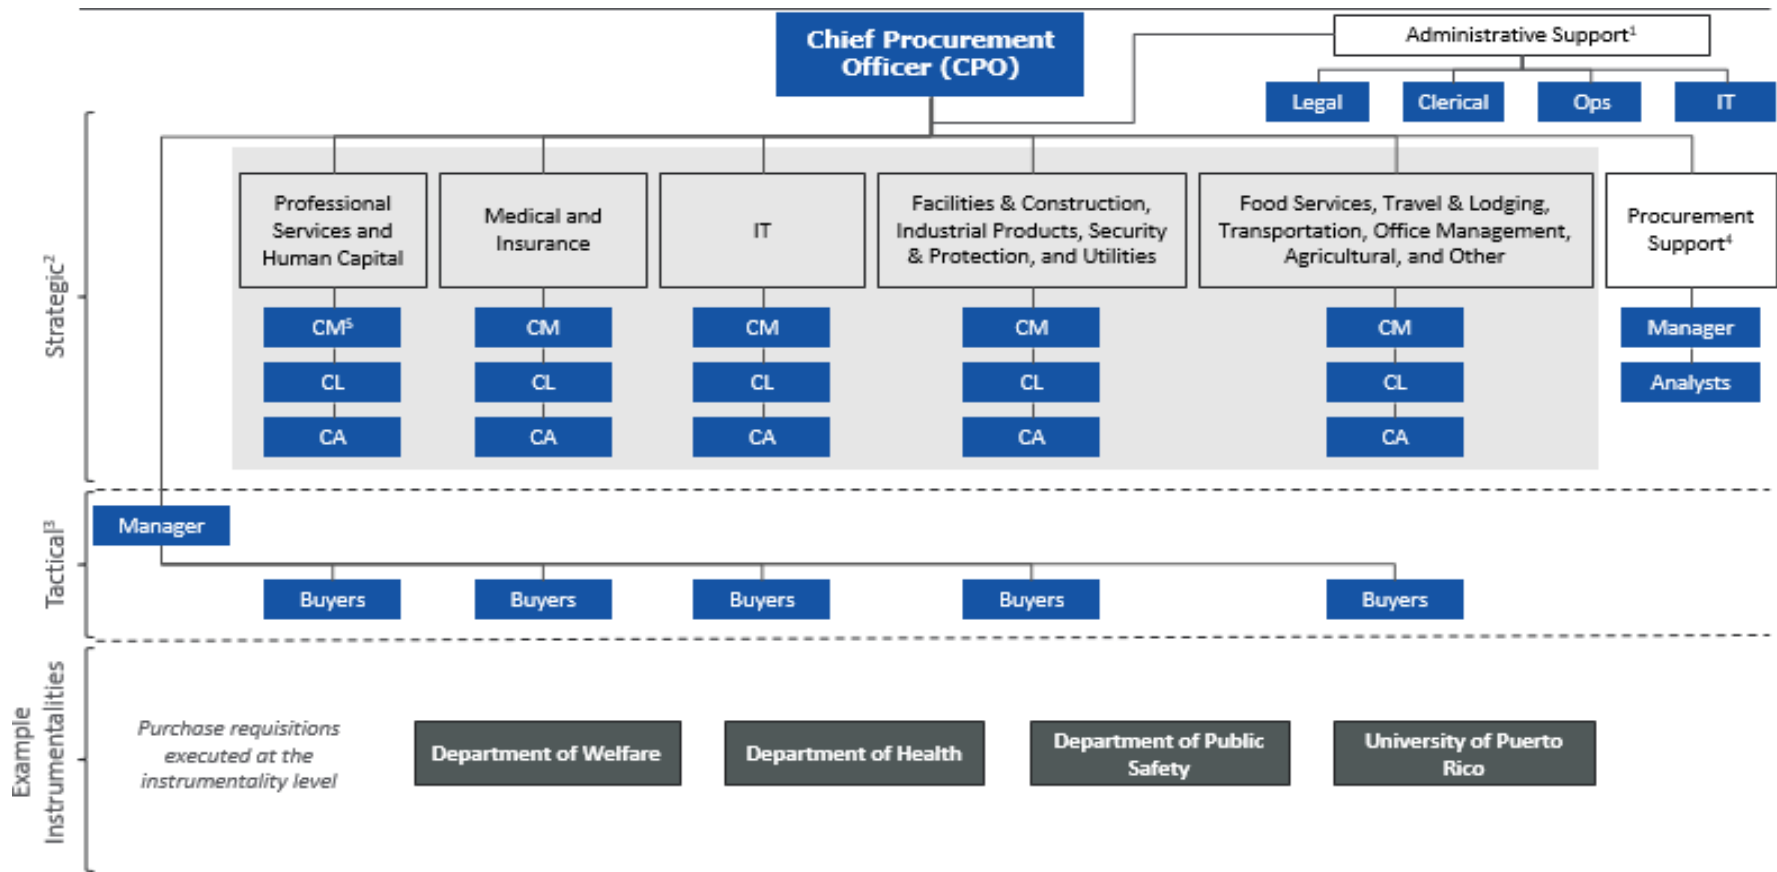 Chief Procurement
Officer (CPO)
Administrative Support¹
Legal
Clerical
Ops
IT
Strategic²
Professional
Services and
Human Capital
Medical and
Insurance
IT
Facilities & Construction,
Industrial Products, Security
& Protection, and Utilities
Food Services, Travel & Lodging,
Transportation, Office Management,
Agricultural, and Other
Procurement
Support⁴
CM⁵
CM
CM
CM
CM
Manager
CL
CL
CL
CL
CL
Analysts
CA
CA
CA
CA
CA
Tactical³
Manager
Buyers
Buyers
Buyers
Buyers
Buyers
Example
Instrumentalities
Purchase requisitions
executed at the
instrumentality level
Department of Welfare
Department of Health
Department of Public
Safety
University of Puerto
Rico